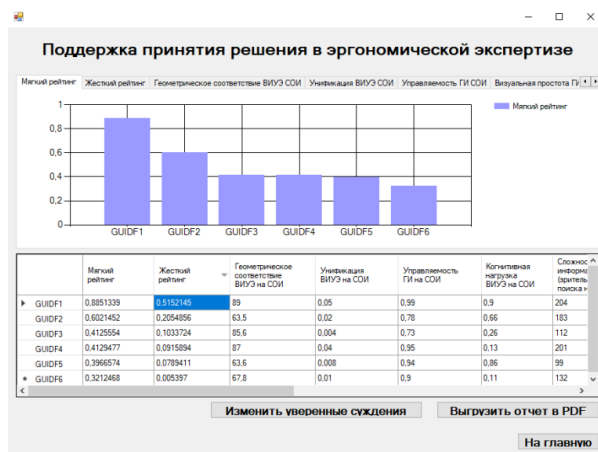 Поддержка принятия решения в эргономической экспертизе
Мягкий рейтинг Жесткий рейтинг Геометрическое соответствие ВИУЭ СОИ Унификация ВИУЭ СОИ Управляемость ГИ СОИ Визуальная простота ГИ
Мягкий рейтинг
1
0,8
0,6
0,4
0,2
0
GUIDF1 GUIDF2 GUIDF3 GUIDF4 GUIDF5 GUIDF6
Мягкий рейтинг Жесткий рейтинг Геометрическое соответствие ВИУЭ на СОИ Унификация ВИУЭ на СОИ Управляемость ГИ на СОИ Когнитивная нагрузка ВИУЭ на СОИ
GUIDF1 0,8851339 0,5152145 89 0,05 0,99 0,9 204
GUIDF2 0,6021452 0,2054856 63,5 0,02 0,78 0,66 183
GUIDF3 0,4125554 0,1033724 85,6 0,004 0,73 0,26 112
GUIDF4 0,4129477 0,0915894 87 0,04 0,95 0,13 201
GUIDF5 0,3966574 0,0789411 63,6 0,008 0,94 0,86 99
GUIDF6 0,3212468 0,005397 67,8 0,01 0,9 0,11 132
Изменить уверенные суждения Выгрузить отчет в PDF
На главную